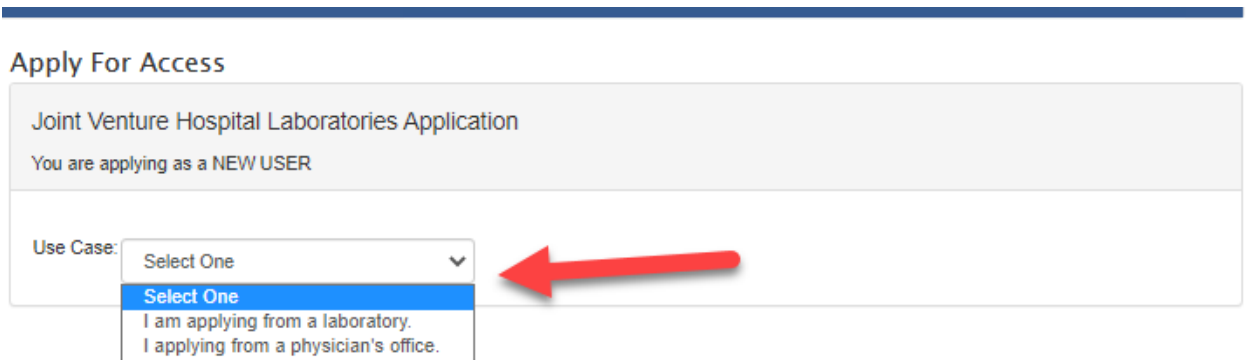 Apply For Access
Joint Venture Hospital Laboratories Application
You are applying as a NEW USER
Use Case:
Select One
Select One
I am applying from a laboratory.
I applying from a physician's office.